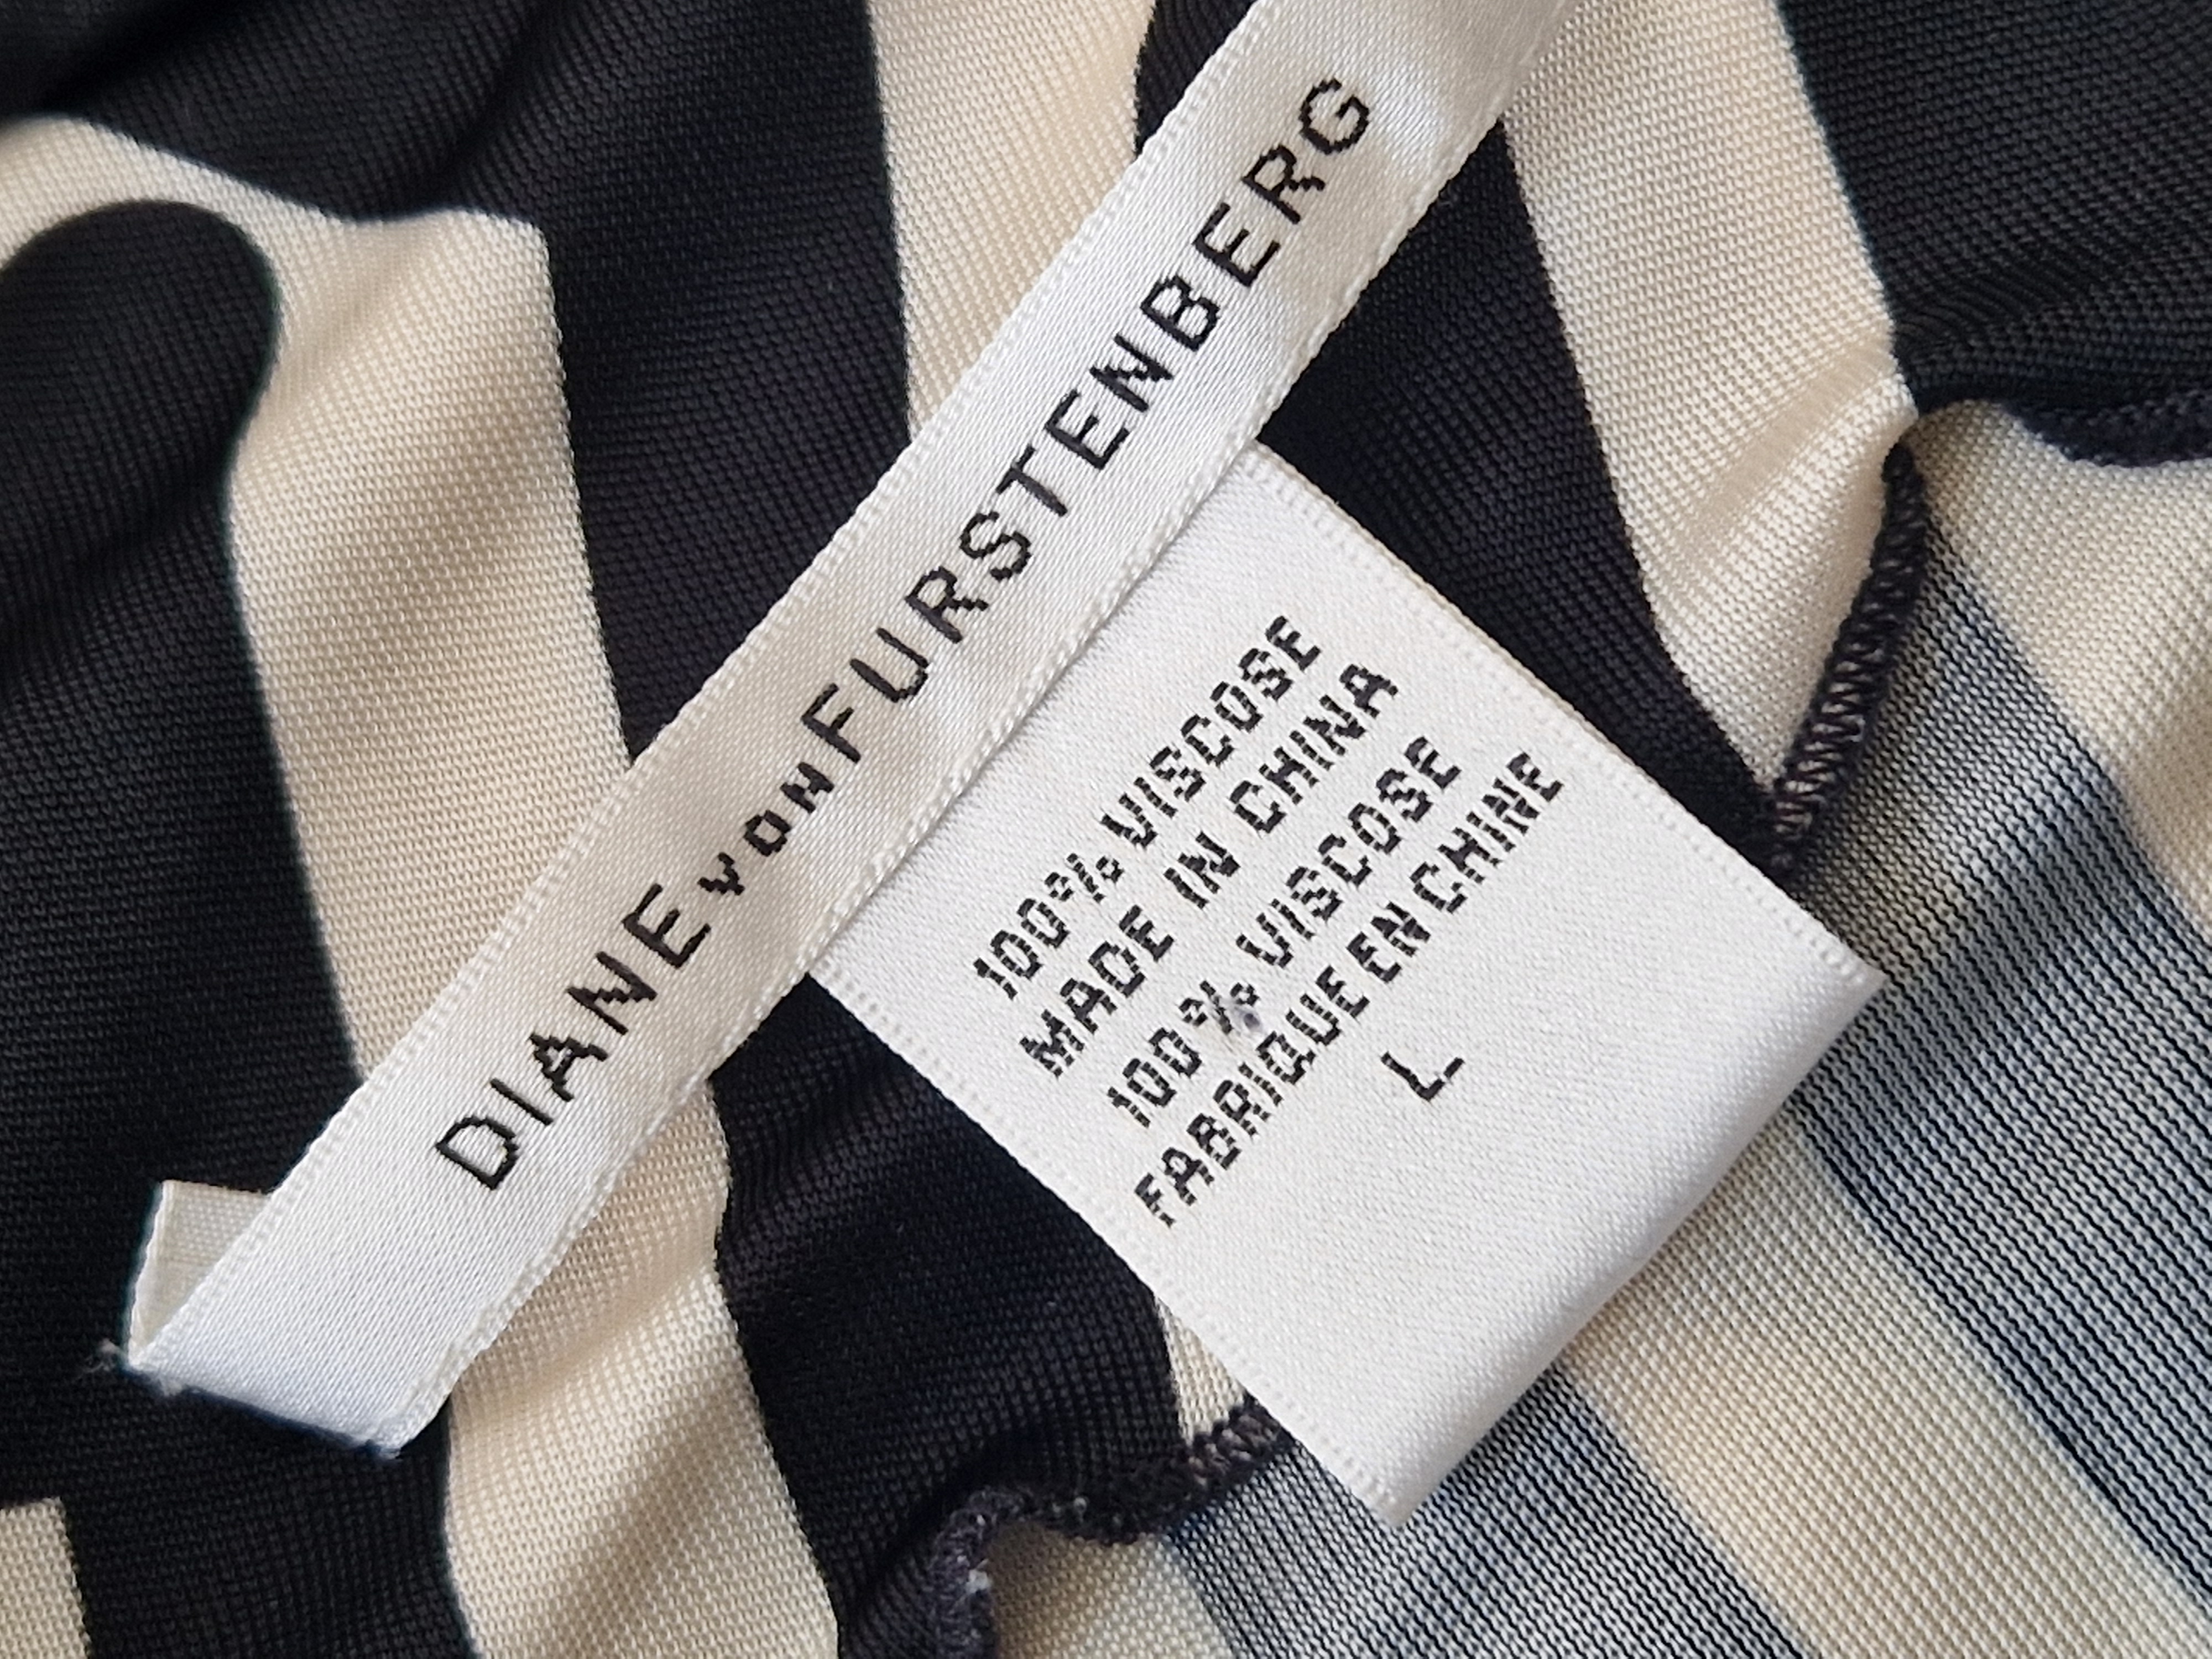 DIANE von FURSTENBERG
100% VISCOSE
MADE IN CHINA
100% VISCOSE
FABRIQUE EN CHINE
L